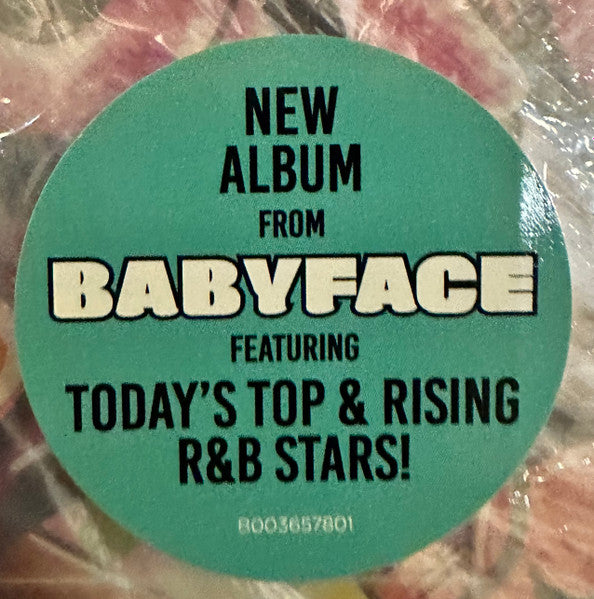 NEW
ALBUM
FROM
BABYFACE
FEATURING
TODAY'S TOP & RISING
R&B STARS!
B003657801